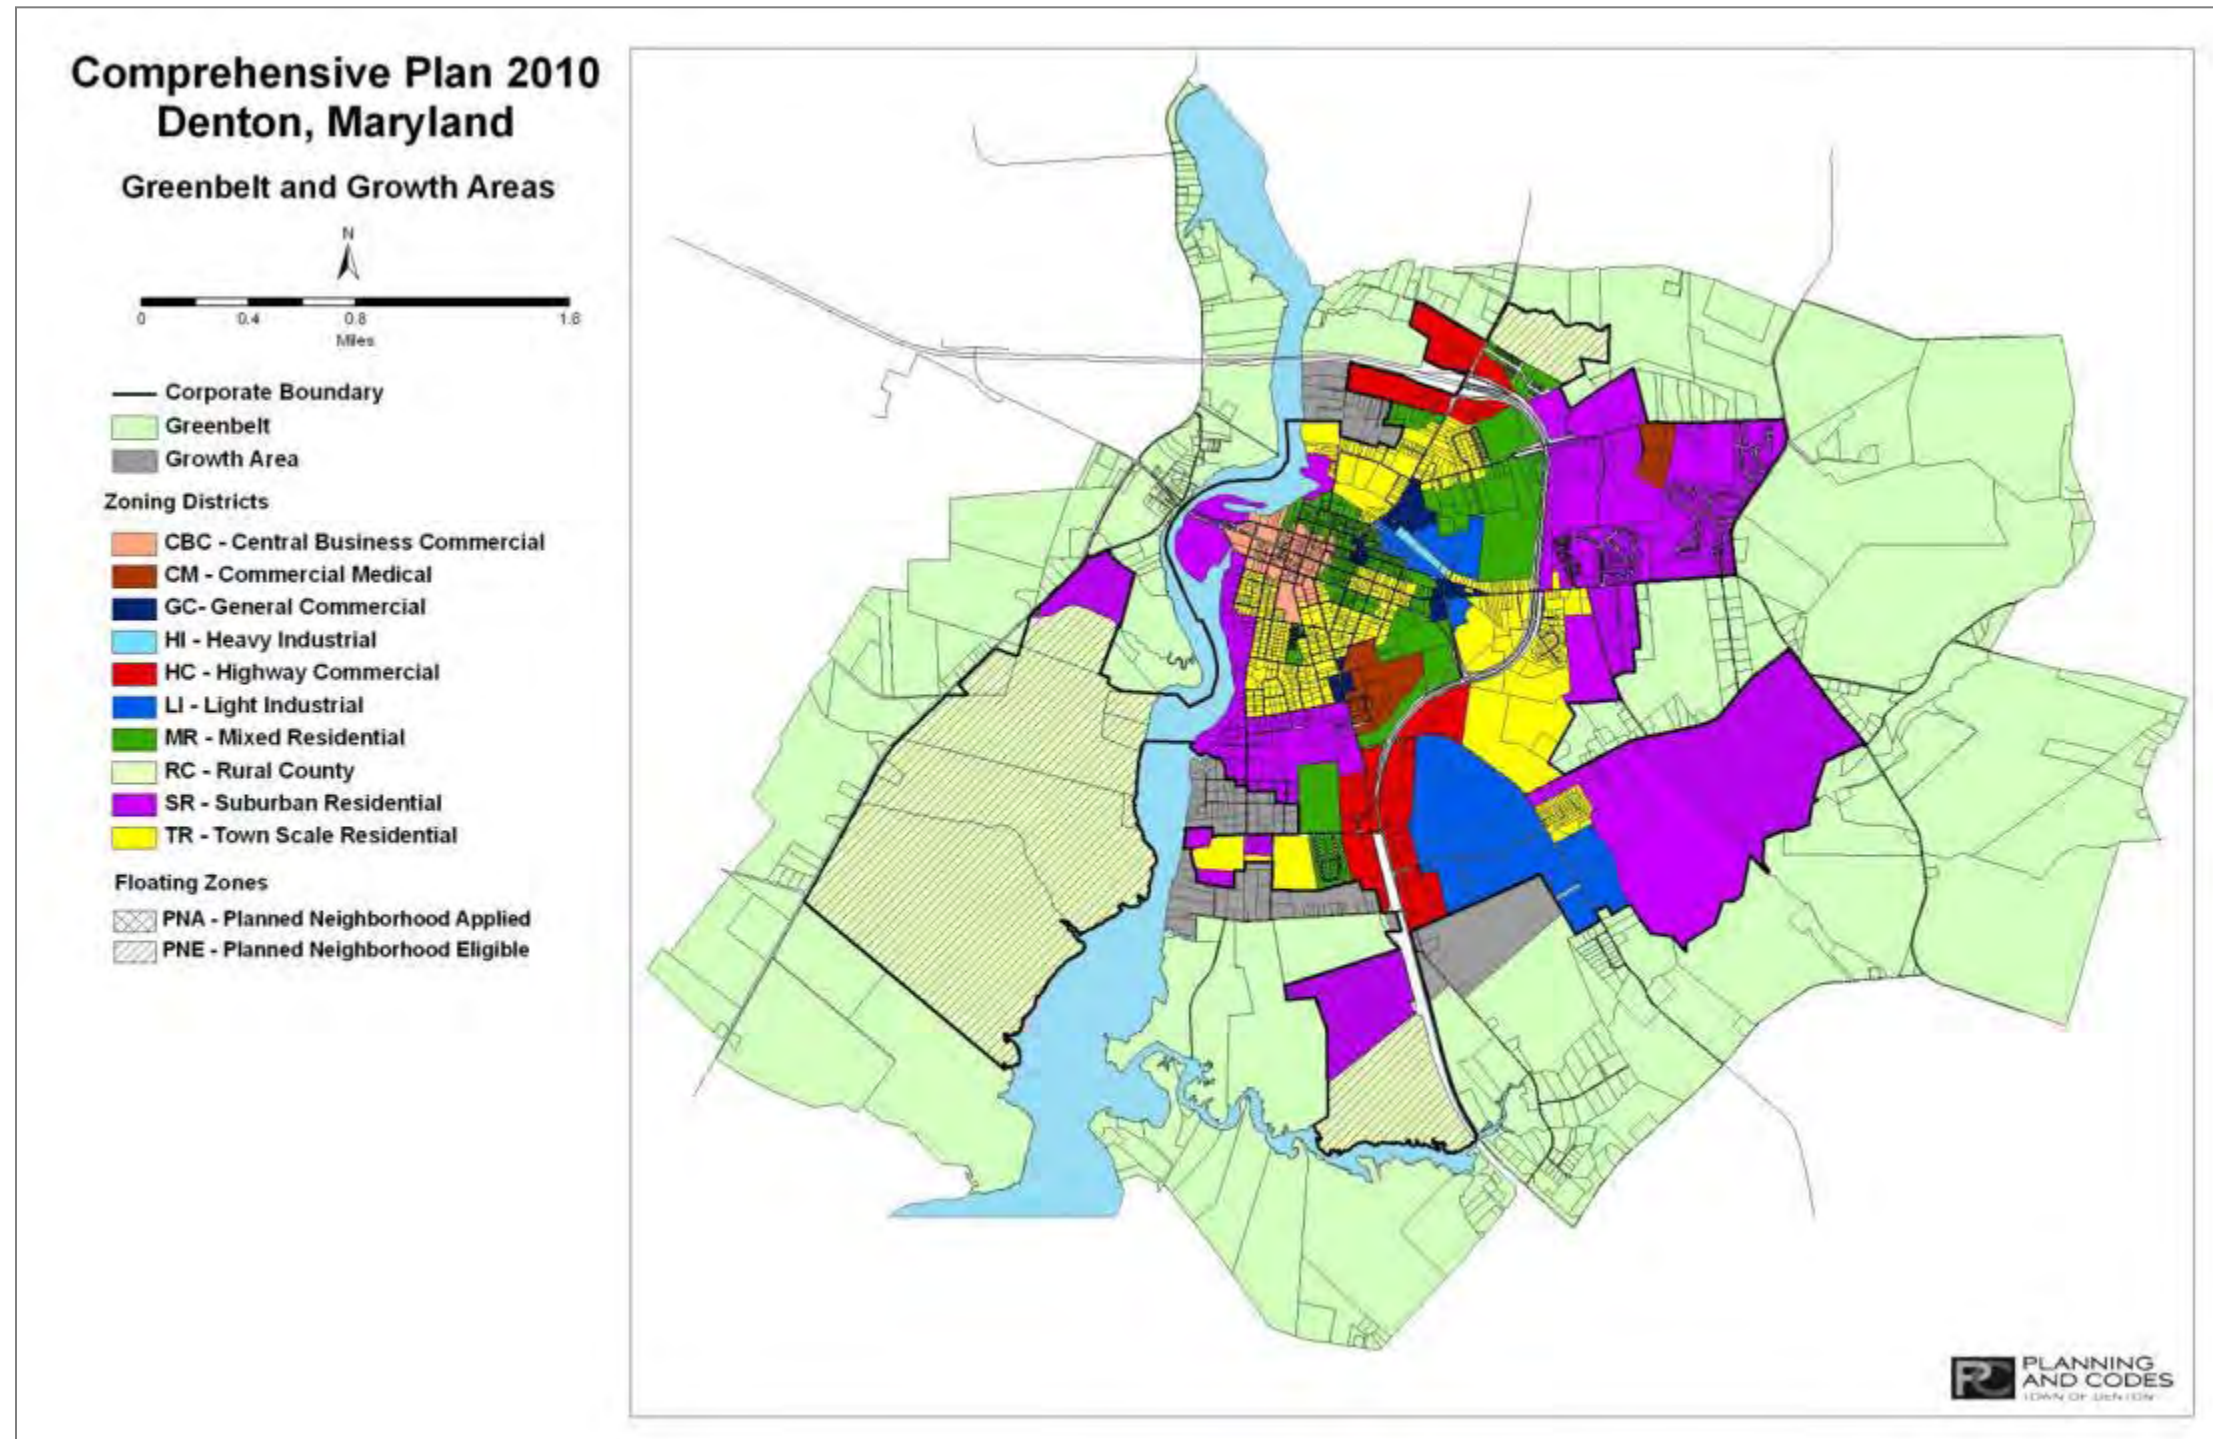 Comprehensive Plan 2010
Denton, Maryland
Greenbelt and Growth Areas
N
0 0.4 0.8 1.6
Miles
Corporate Boundary
Greenbelt
Growth Area
Zoning Districts
CBC - Central Business Commercial
CM - Commercial Medical
GC- General Commercial
HI - Heavy Industrial
HC - Highway Commercial
LI - Light Industrial
MR - Mixed Residential
RC - Rural County
SR - Suburban Residential
TR - Town Scale Residential
Floating Zones
PNA - Planned Neighborhood Applied
PNE - Planned Neighborhood Eligible
PLANNING
AND CODES
TOWN OF DENTON